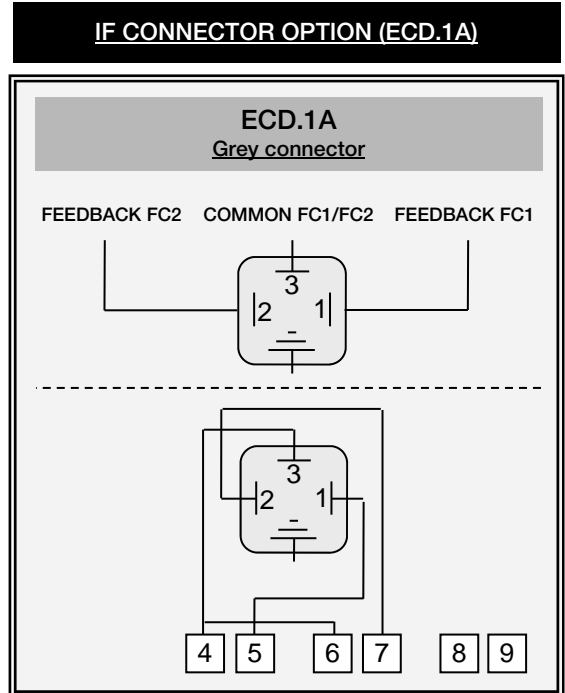 IF CONNECTOR OPTION (ECD.1A)
ECD.1A
Grey connector
FEEDBACK FC2 COMMON FC1/FC2 FEEDBACK FC1
3
2 1
3
2 1
4 5 6 7 8 9